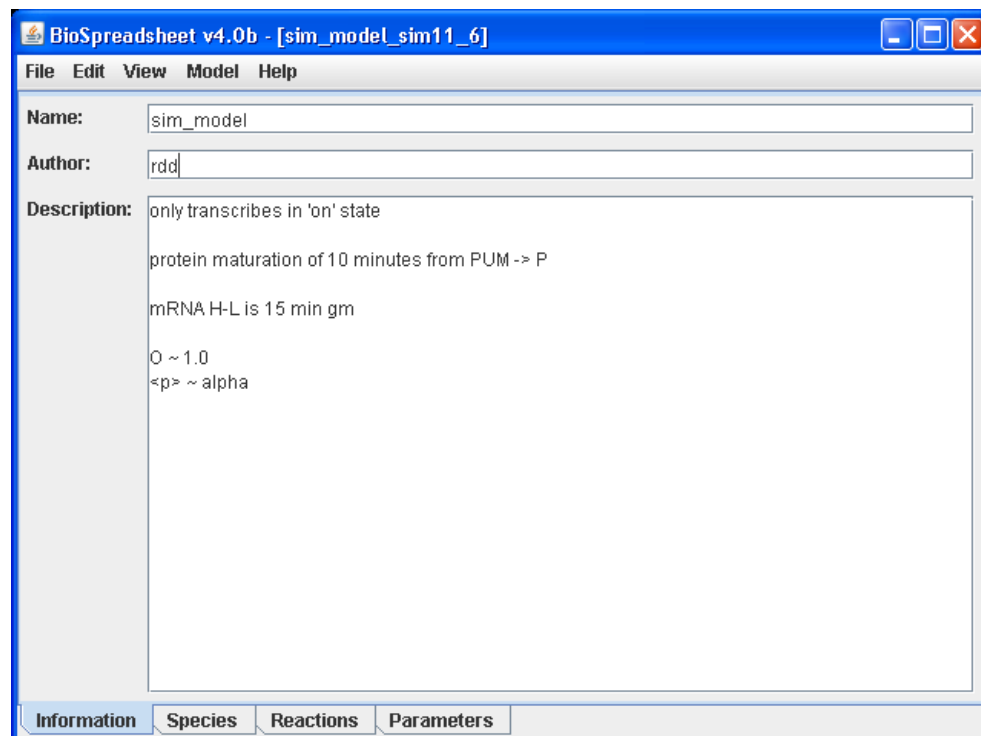 BioSpreadsheet v4.0b - [sim_model_sim11_6]
File Edit View Model Help
Name: sim_model
Author: rdd
Description: only transcribes in 'on' state
protein maturation of 10 minutes from PUM -> P
mRNA H-L is 15 min gm
O ~ 1.0
<p> ~ alpha
Information Species Reactions Parameters